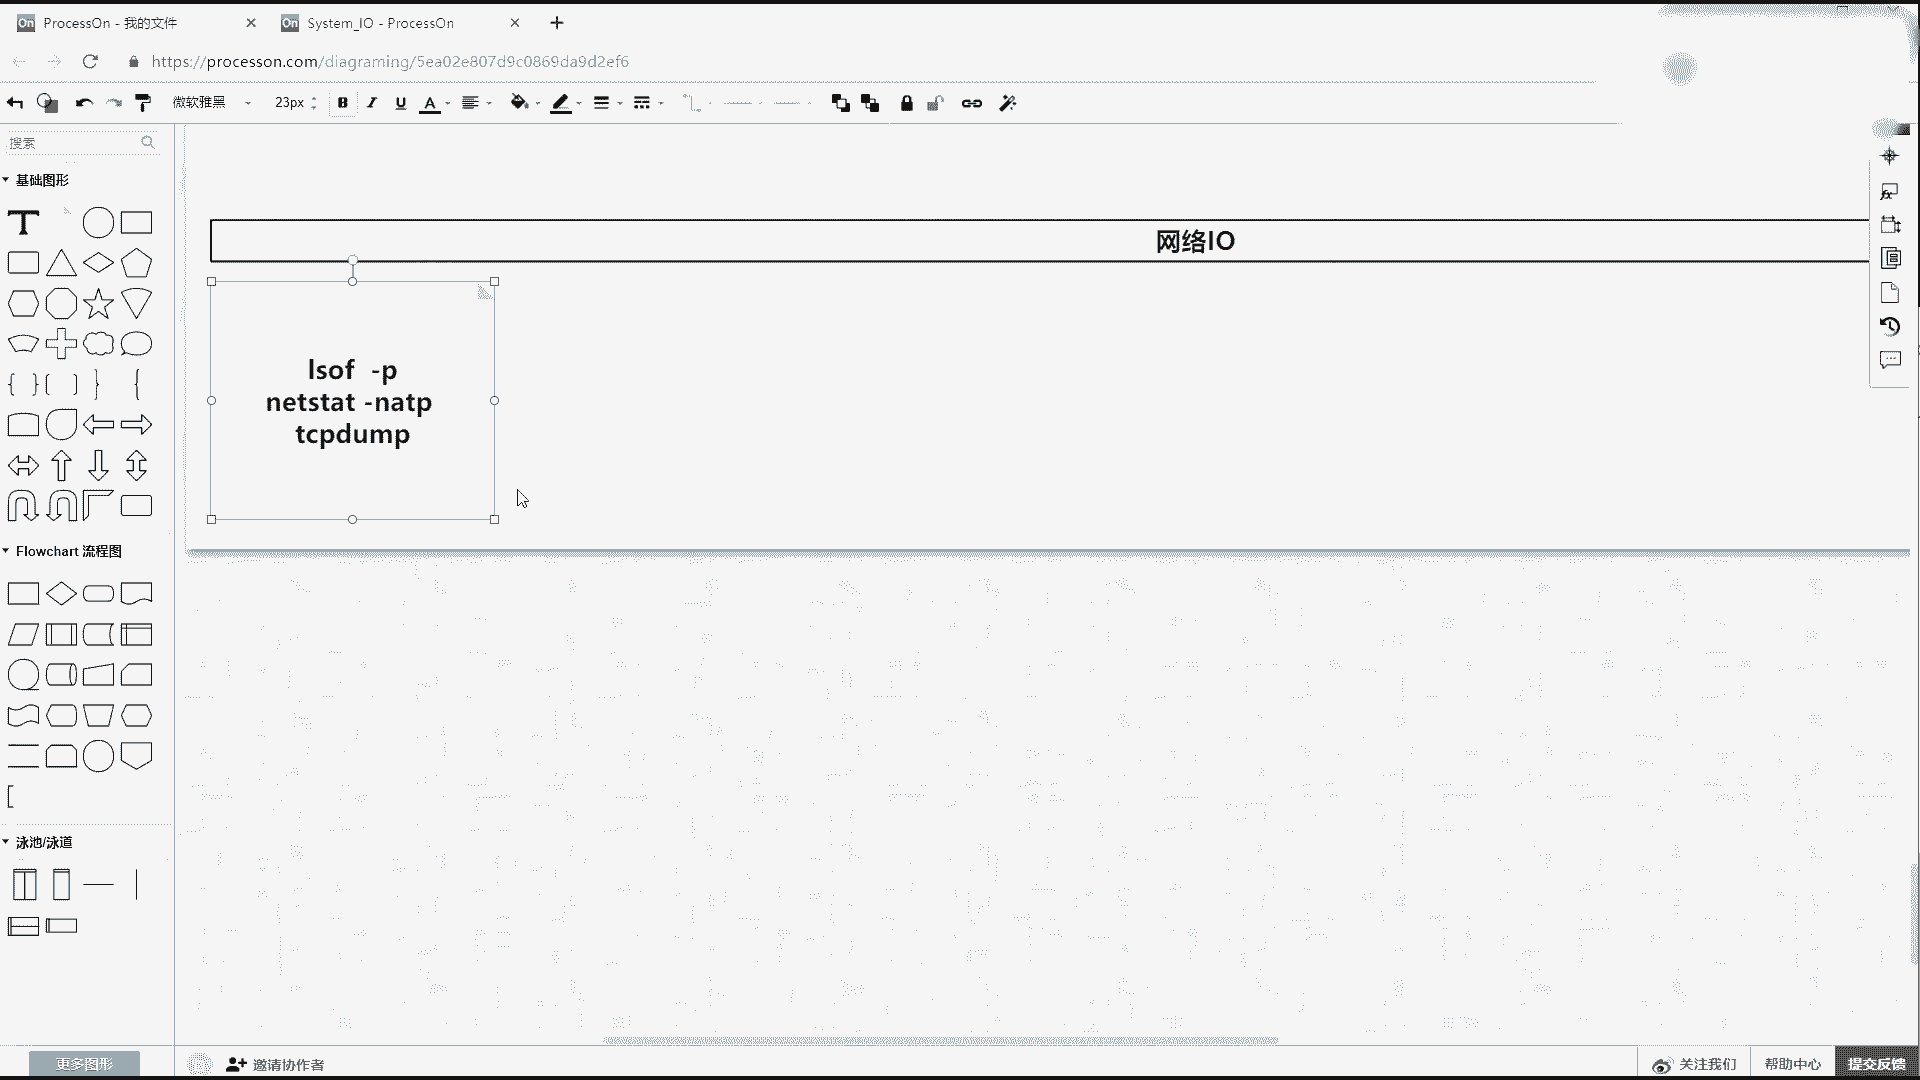 ProcessOn - 我的文件
System_IO - ProcessOn
https://processon.com/diagraming/5ea02e807d9c0869da9d2ef6
微软雅黑
23px
B I U A
搜索
基础图形
T
网络IO
lsof  -p
netstat -natp
tcpdump
Flowchart 流程图
泳池/泳道
更多图形
邀请协作者
关注我们
帮助中心
提交反馈